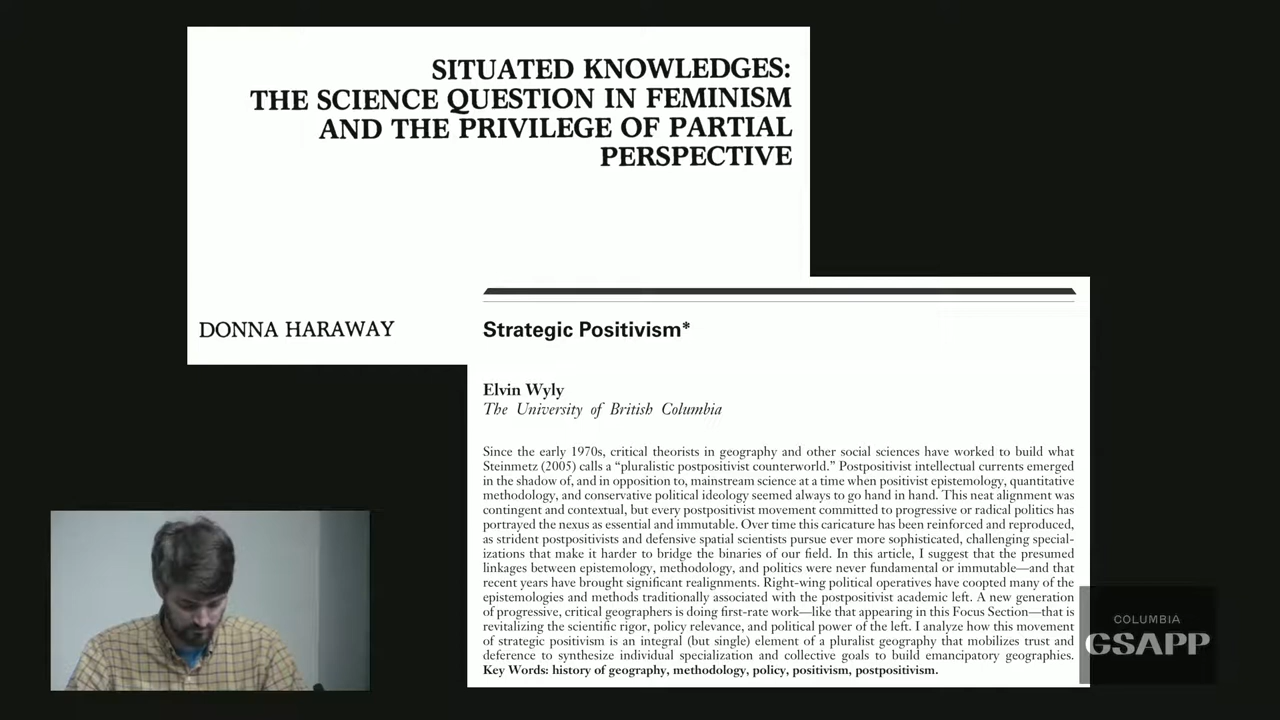 SITUATED KNOWLEDGES:
THE SCIENCE QUESTION IN FEMINISM
AND THE PRIVILEGE OF PARTIAL
PERSPECTIVE
DONNA HARAWAY
Strategic Positivism*
Elvin Wyly
The University of British Columbia
Since the early 1970s, critical theorists in geography and other social sciences have worked to build what
Steinmetz (2005) calls a “pluralistic postpositivist counterworld.” Postpositivist intellectual currents emerged
in the shadow of, and in opposition to, mainstream science at a time when positivist epistemology, quantitative
methodology, and conservative political ideology seemed always to go hand in hand. This neat alignment was
contingent and contextual, but every postpositivist movement committed to progressive or radical politics has
portrayed the nexus as essential and immutable. Over time this caricature has been reinforced and reproduced,
as strident postpositivists and defensive spatial scientists pursue ever more sophisticated, challenging special-
izations that make it harder to bridge the binaries of our field. In this article, I suggest that the presumed
linkages between epistemology, methodology, and politics were never fundamental or immutable—and that
recent years have brought significant realignments. Right-wing political operatives have coopted many of the
epistemologies and methods traditionally associated with the postpositivist academic left. A new generation
of progressive, critical geographers is doing first-rate work—like that appearing in this Focus Section—that is
revitalizing the scientific rigor, policy relevance, and political power of the left. I analyze how this movement
of strategic positivism is an integral (but single) element of a pluralist geography that mobilizes trust and
deference to synthesize individual specialization and collective goals to build emancipatory geographies.
Key Words: history of geography, methodology, policy, positivism, postpositivism.
COLUMBIA
GSAPP